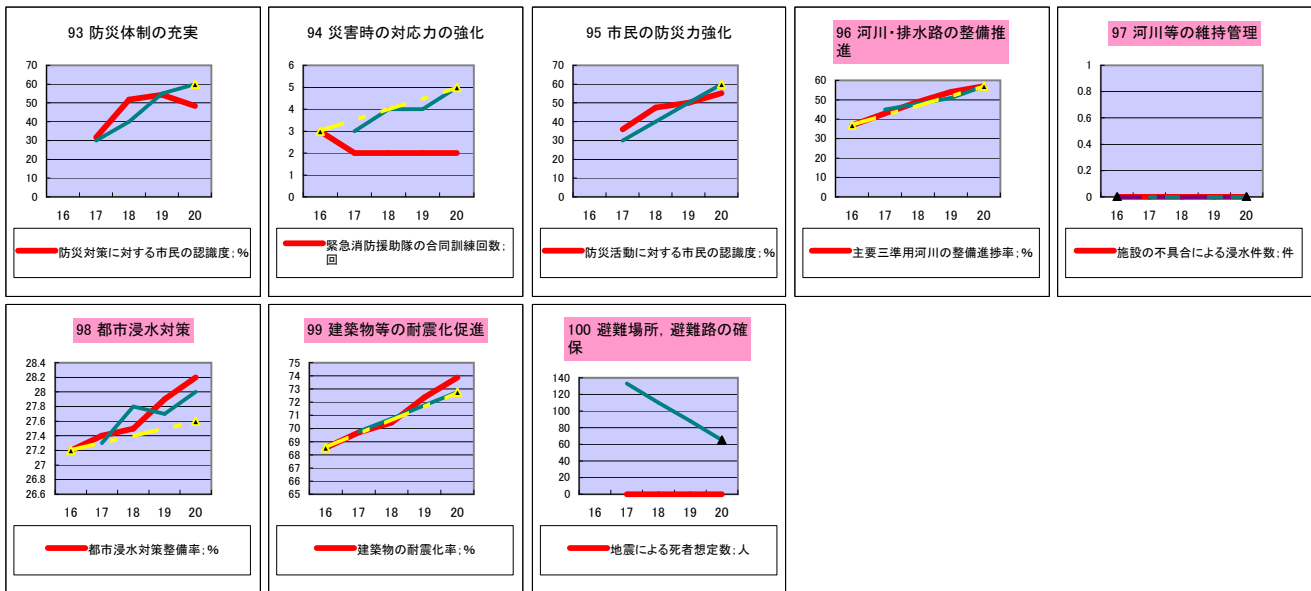 93 防災体制の充実
70
60
50
40
30
20
10
0
16 17 18 19 20
防災対策に対する市民の認識度;%
94 災害時の対応力の強化
6
5
4
3
2
1
0
16 17 18 19 20
緊急消防援助隊の合同訓練回数;
回
95 市民の防災力強化
70
60
50
40
30
20
10
0
16 17 18 19 20
防災活動に対する市民の認識度;%
96 河川・排水路の整備推
進
60
50
40
30
20
10
0
16 17 18 19 20
主要三準用河川の整備進捗率;%
97 河川等の維持管理
1
0.8
0.6
0.4
0.2
0
16 17 18 19 20
施設の不具合による浸水件数;件
98 都市浸水対策
28.4
28.2
28
27.8
27.6
27.4
27.2
27
26.8
26.6
16 17 18 19 20
都市浸水対策整備率;%
99 建築物等の耐震化促進
75
74
73
72
71
70
69
68
67
66
65
16 17 18 19 20
建築物の耐震化率;%
100 避難場所,避難路の確
保
140
120
100
80
60
40
20
0
16 17 18 19 20
地震による死者想定数;人